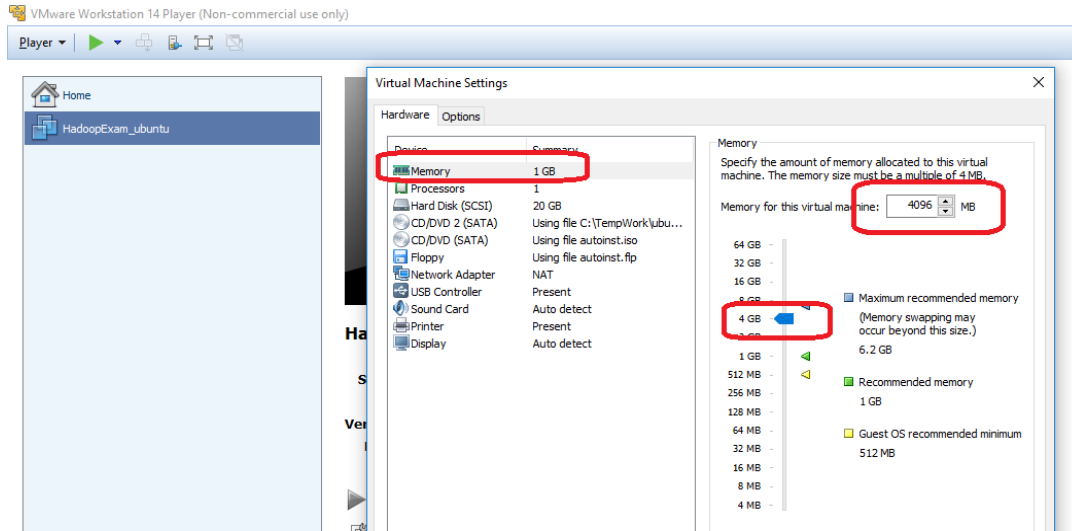 VMware Workstation 14 Player (Non-commercial use only)
Player
Home
HadoopExam_ubuntu
Ha
S
Ver
Virtual Machine Settings
Hardware Options
Device Summary
Memory 1 GB
Processors 1
Hard Disk (SCSI) 20 GB
CD/DVD 2 (SATA) Using file C:\TempWork\ubu...
CD/DVD (SATA) Using file autoinst.iso
Floppy Using file autoinst.flp
Network Adapter NAT
USB Controller Present
Sound Card Auto detect
Printer Present
Display Auto detect
Memory
Specify the amount of memory allocated to this virtual
machine. The memory size must be a multiple of 4 MB.
Memory for this virtual machine: 4096 MB
64 GB
32 GB
16 GB
8 GB
4 GB
2 GB
1 GB
512 MB
256 MB
128 MB
64 MB
32 MB
16 MB
8 MB
4 MB
Maximum recommended memory
(Memory swapping may
occur beyond this size.)
6.2 GB
Recommended memory
1 GB
Guest OS recommended minimum
512 MB